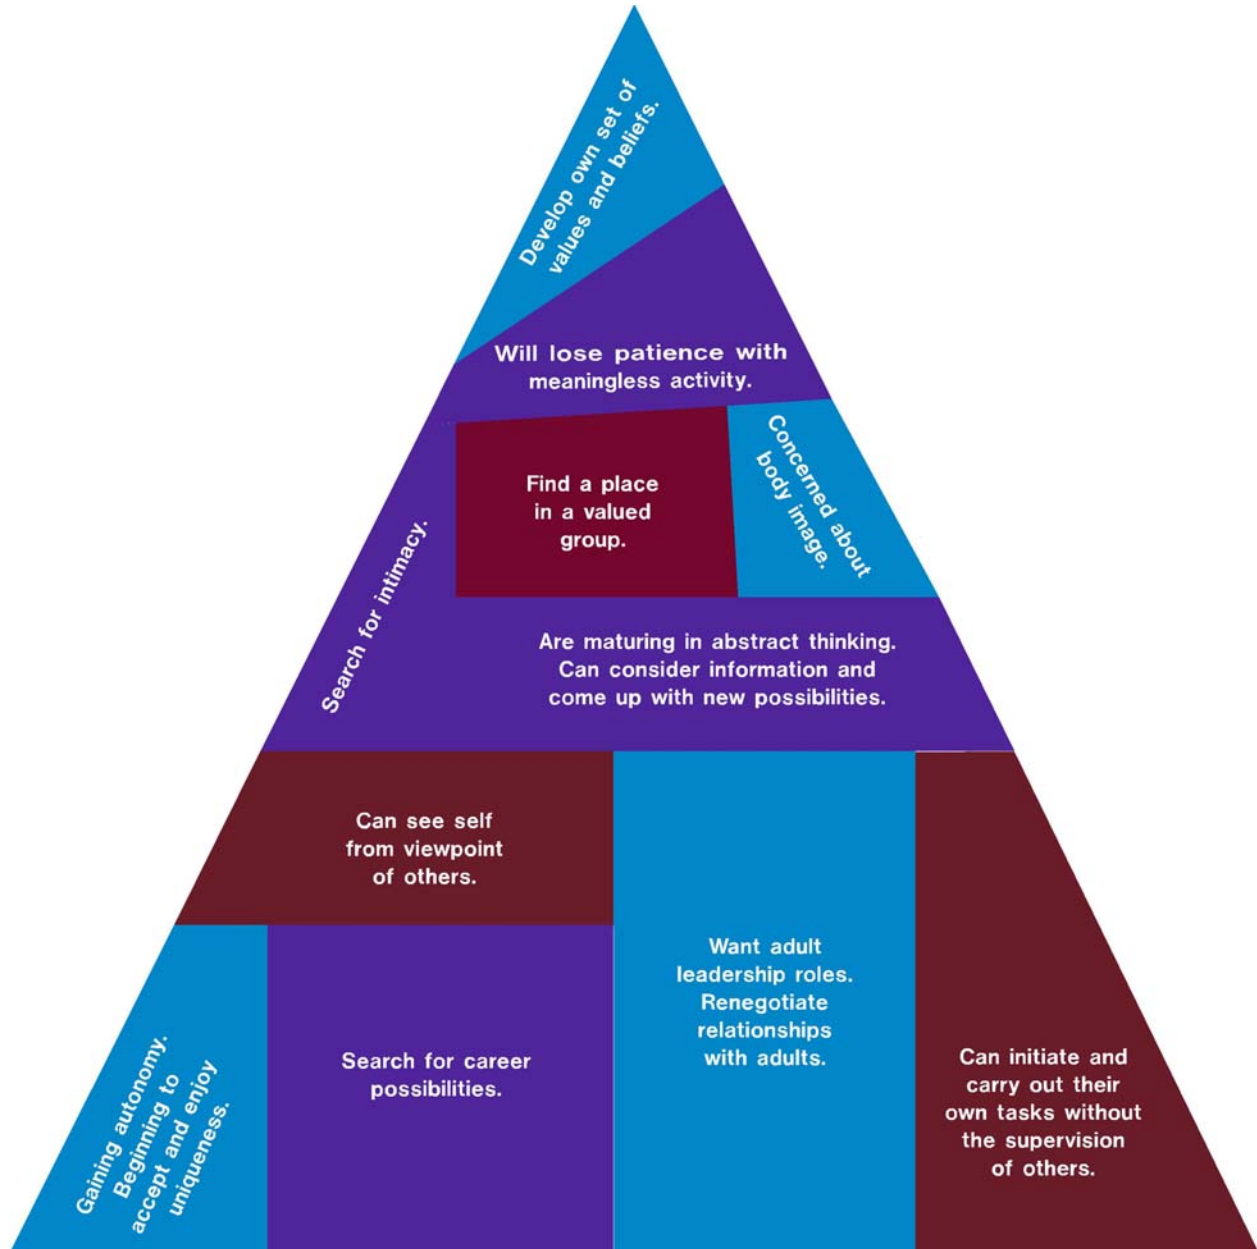 Develop own set of
values and beliefs.
Will lose patience with
meaningless activity.
Find a place
in a valued
group.
Concerned about
body image.
Search for intimacy.
Are maturing in abstract thinking.
Can consider information and
come up with new possibilities.
Can see self
from viewpoint
of others.
Want adult
leadership roles.
Renegotiate
relationships
with adults.
Gaining autonomy.
Beginning to
accept and enjoy
uniqueness.
Search for career
possibilities.
Can initiate and
carry out their
own tasks without
the supervision
of others.